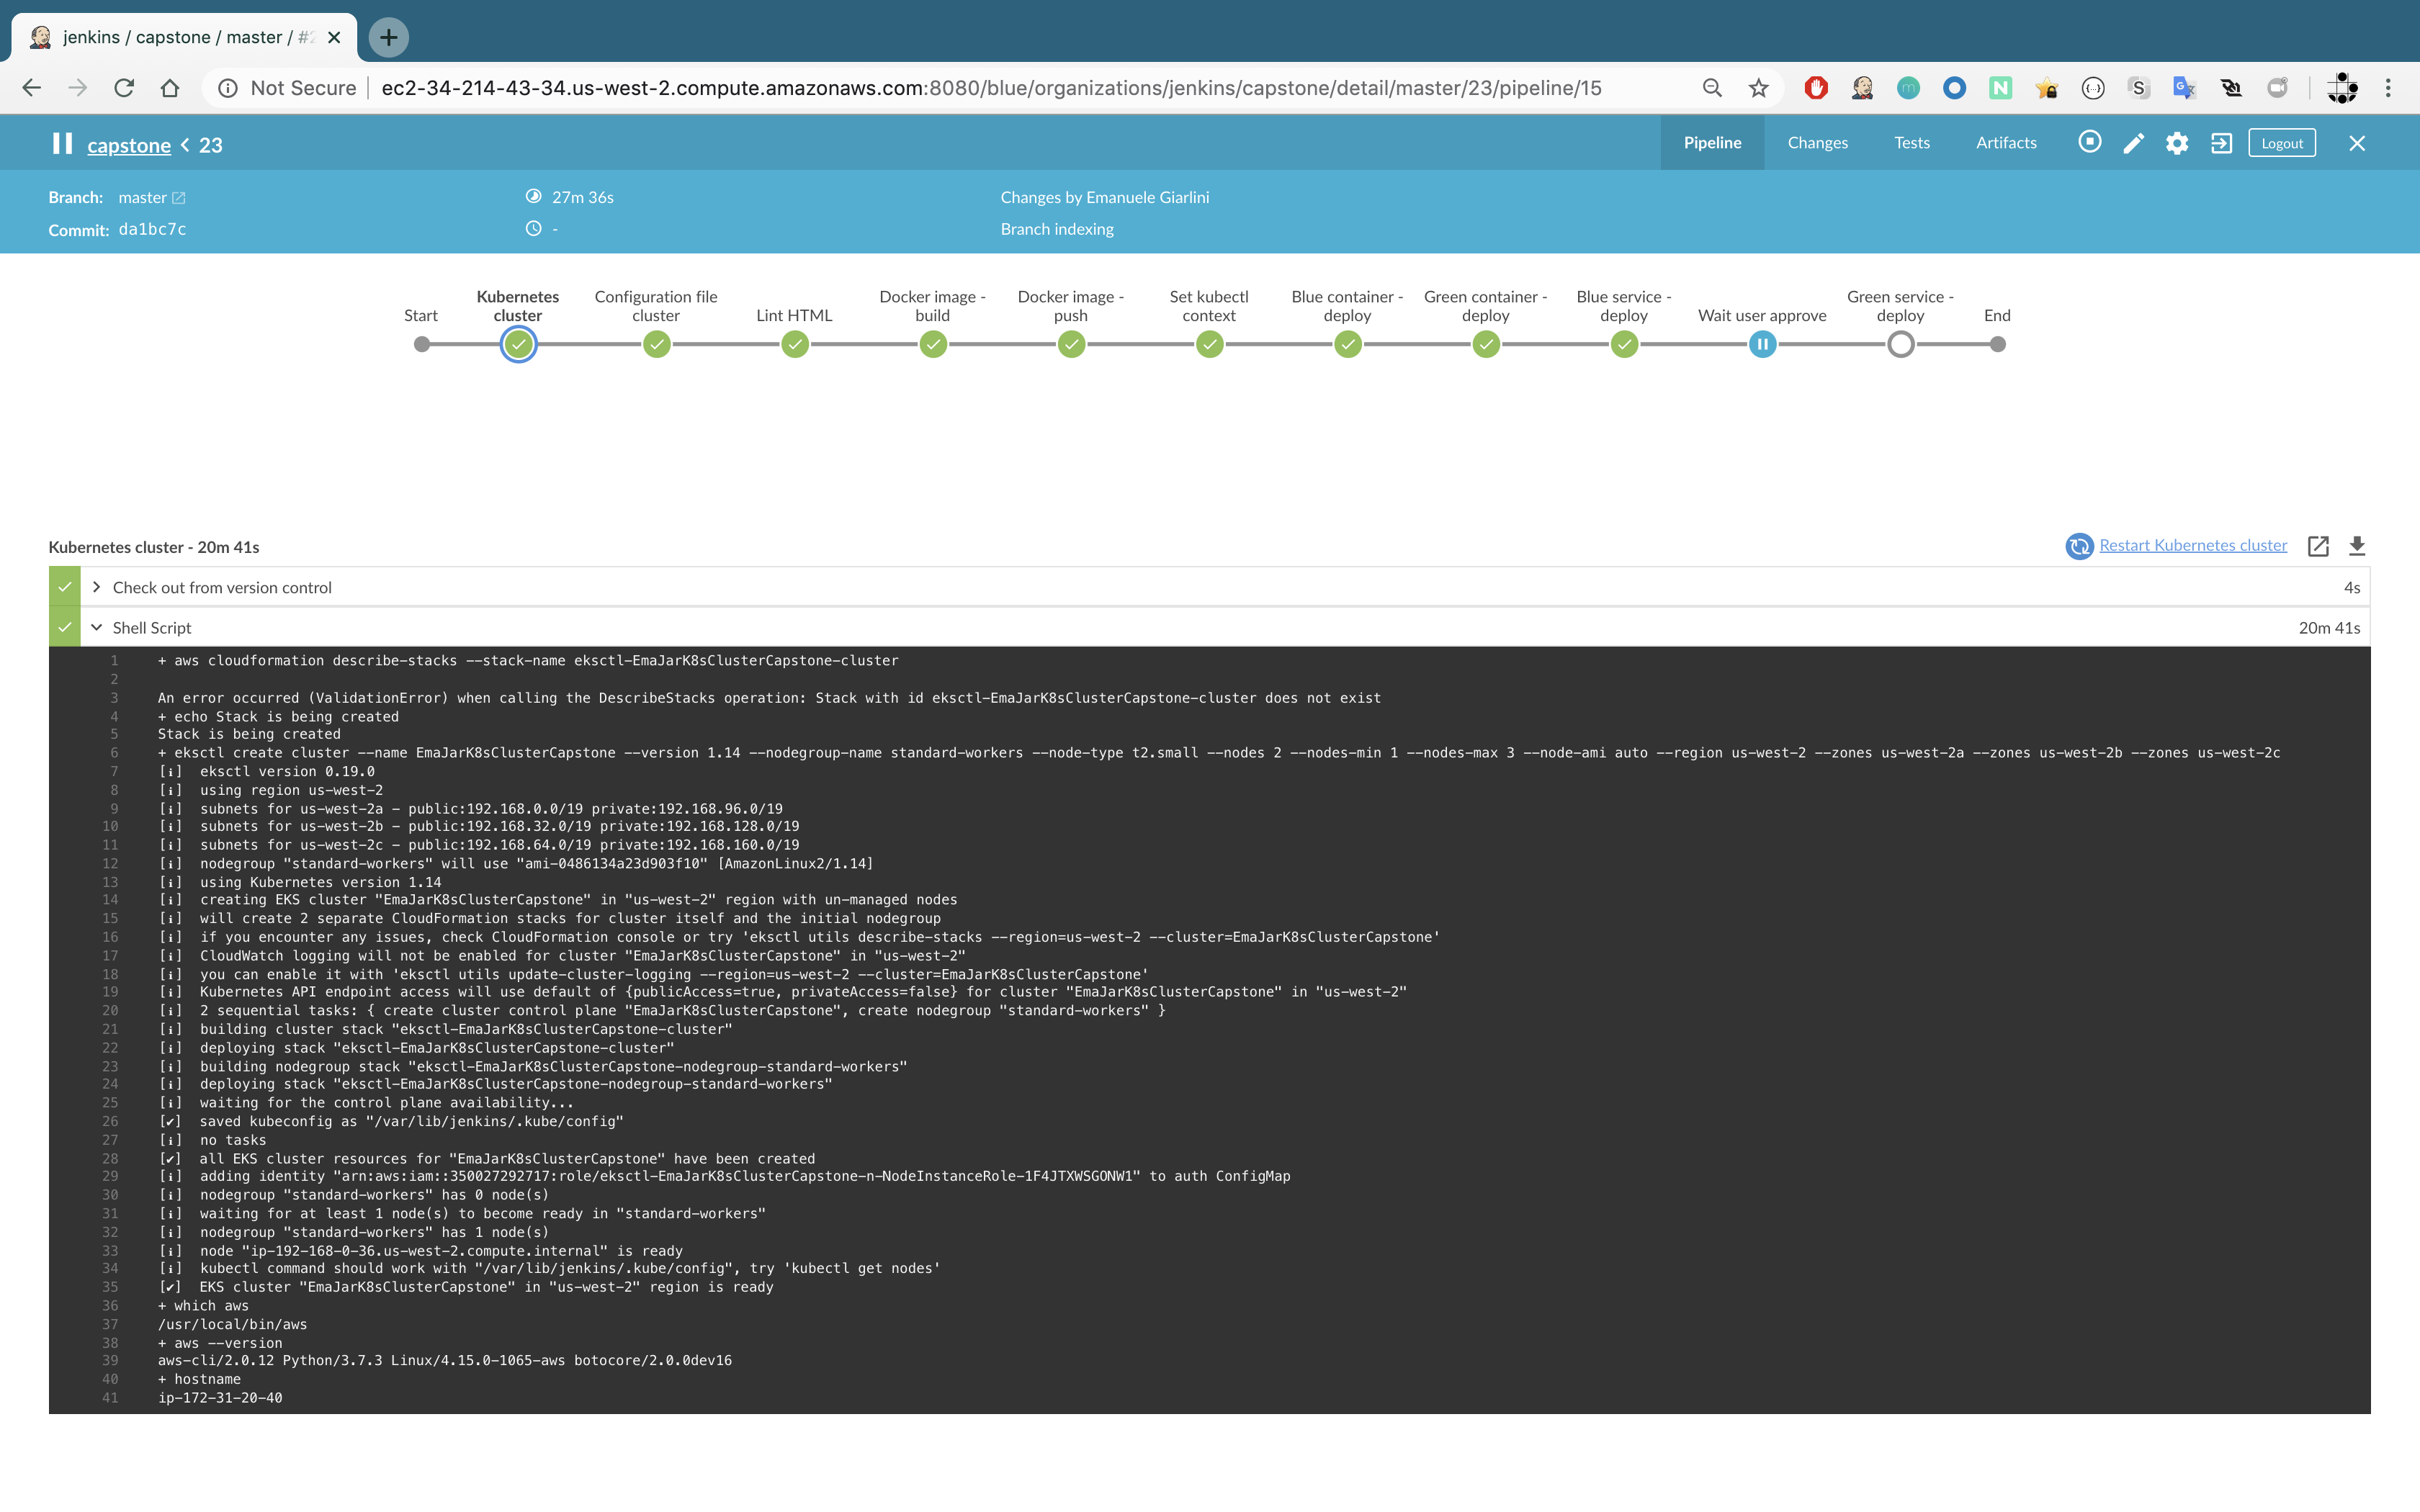 jenkins / capstone / master / #2
Not Secure ec2-34-214-43-34.us-west-2.compute.amazonaws.com:8080/blue/organizations/jenkins/capstone/detail/master/23/pipeline/15
capstone < 23 Pipeline Changes Tests Artifacts Logout
Branch: master 27m 36s Changes by Emanuele Giarlini
Commit: da1bc7c - Branch indexing
Start
Kubernetes cluster
Configuration file cluster
Lint HTML
Docker image - build
Docker image - push
Set kubectl context
Blue container - deploy
Green container - deploy
Blue service - deploy
Wait user approve
Green service - deploy
End
Kubernetes cluster - 20m 41s Restart Kubernetes cluster
Check out from version control 4s
Shell Script 20m 41s
1 + aws cloudformation describe-stacks --stack-name eksctl-EmaJarK8sClusterCapstone-cluster
2
3 An error occurred (ValidationError) when calling the DescribeStacks operation: Stack with id eksctl-EmaJarK8sClusterCapstone-cluster does not exist
4 + echo Stack is being created
5 Stack is being created
6 + eksctl create cluster --name EmaJarK8sClusterCapstone --version 1.14 --nodegroup-name standard-workers --node-type t2.small --nodes 2 --nodes-min 1 --nodes-max 3 --node-ami auto --region us-west-2 --zones us-west-2a --zones us-west-2b --zones us-west-2c
7 [ℹ] eksctl version 0.19.0
8 [ℹ] using region us-west-2
9 [ℹ] subnets for us-west-2a - public:192.168.0.0/19 private:192.168.96.0/19
10 [ℹ] subnets for us-west-2b - public:192.168.32.0/19 private:192.168.128.0/19
11 [ℹ] subnets for us-west-2c - public:192.168.64.0/19 private:192.168.160.0/19
12 [ℹ] nodegroup "standard-workers" will use "ami-0486134a23d903f10" [AmazonLinux2/1.14]
13 [ℹ] using Kubernetes version 1.14
14 [ℹ] creating EKS cluster "EmaJarK8sClusterCapstone" in "us-west-2" region with un-managed nodes
15 [ℹ] will create 2 separate CloudFormation stacks for cluster itself and the initial nodegroup
16 [ℹ] if you encounter any issues, check CloudFormation console or try 'eksctl utils describe-stacks --region=us-west-2 --cluster=EmaJarK8sClusterCapstone'
17 [ℹ] CloudWatch logging will not be enabled for cluster "EmaJarK8sClusterCapstone" in "us-west-2"
18 [ℹ] you can enable it with 'eksctl utils update-cluster-logging --region=us-west-2 --cluster=EmaJarK8sClusterCapstone'
19 [ℹ] Kubernetes API endpoint access will use default of {publicAccess=true, privateAccess=false} for cluster "EmaJarK8sClusterCapstone" in "us-west-2"
20 [ℹ] 2 sequential tasks: { create cluster control plane "EmaJarK8sClusterCapstone", create nodegroup "standard-workers" }
21 [ℹ] building cluster stack "eksctl-EmaJarK8sClusterCapstone-cluster"
22 [ℹ] deploying stack "eksctl-EmaJarK8sClusterCapstone-cluster"
23 [ℹ] building nodegroup stack "eksctl-EmaJarK8sClusterCapstone-nodegroup-standard-workers"
24 [ℹ] deploying stack "eksctl-EmaJarK8sClusterCapstone-nodegroup-standard-workers"
25 [ℹ] waiting for the control plane availability...
26 [✔] saved kubeconfig as "/var/lib/jenkins/.kube/config"
27 [ℹ] no tasks
28 [✔] all EKS cluster resources for "EmaJarK8sClusterCapstone" have been created
29 [ℹ] adding identity "arn:aws:iam::350027292717:role/eksctl-EmaJarK8sClusterCapstone-n-NodeInstanceRole-1F4JTXWSGONW1" to auth ConfigMap
30 [ℹ] nodegroup "standard-workers" has 0 node(s)
31 [ℹ] waiting for at least 1 node(s) to become ready in "standard-workers"
32 [ℹ] nodegroup "standard-workers" has 1 node(s)
33 [ℹ] node "ip-192-168-0-36.us-west-2.compute.internal" is ready
34 [ℹ] kubectl command should work with "/var/lib/jenkins/.kube/config", try 'kubectl get nodes'
35 [✔] EKS cluster "EmaJarK8sClusterCapstone" in "us-west-2" region is ready
36 + which aws
37 /usr/local/bin/aws
38 + aws --version
39 aws-cli/2.0.12 Python/3.7.3 Linux/4.15.0-1065-aws botocore/2.0.0dev16
40 + hostname
41 ip-172-31-20-40